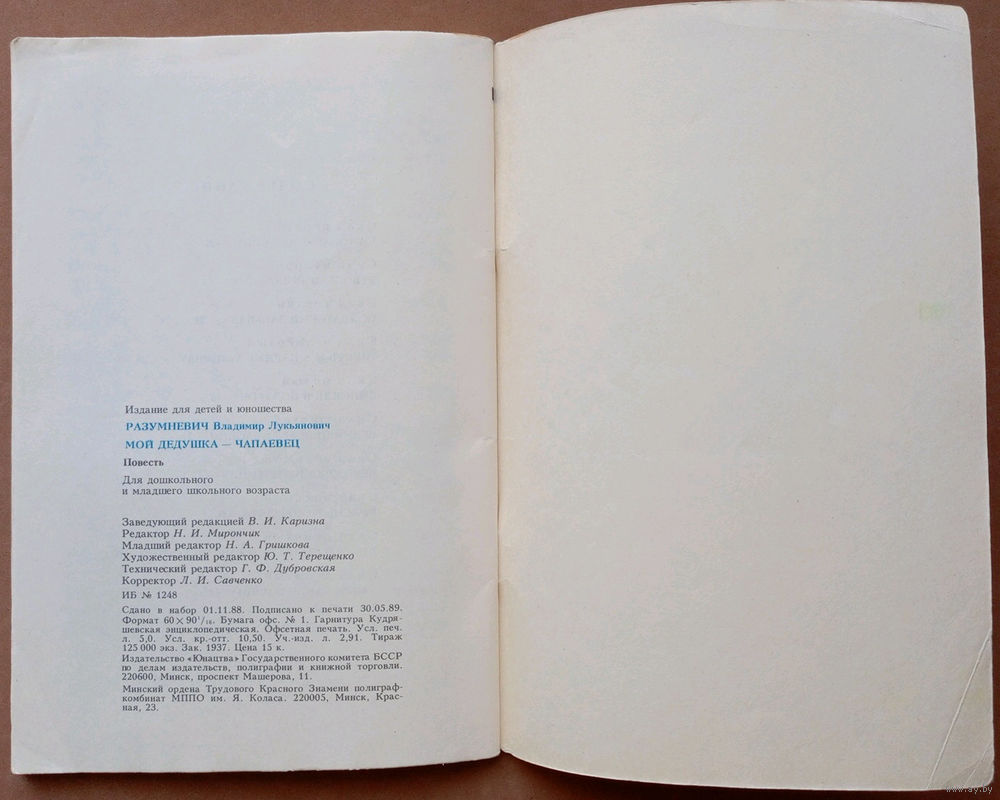 Издание для детей и юношества
РАЗУМНЕВИЧ Владимир Лукьянович
МОЙ ДЕДУШКА — ЧАПАЕВЕЦ
Повесть
Для дошкольного
и младшего школьного возраста
Заведующий редакцией В. И. Каризна
Редактор Н. И. Мирончик
Младший редактор Н. А. Гришкова
Художественный редактор Ю. Т. Терещенко
Технический редактор Г. Ф. Дубровская
Корректор Л. И. Савченко
ИБ № 1248
Сдано в набор 01.11.88. Подписано к печати 30.05.89.
Формат 60×90¹/₁₆. Бумага офс. № 1. Гарнитура Кудря-
шевская энциклопедическая. Офсетная печать. Усл. печ.
л. 5,0. Усл. кр.-отт. 10,50. Уч.-изд. л. 2,91. Тираж
125 000 экз. Зак. 1937. Цена 15 к.
Издательство «Юнацтва» Государственного комитета БССР
по делам издательств, полиграфии и книжной торговли.
220600, Минск, проспект Машерова, 11.
Минский ордена Трудового Красного Знамени полиграф-
комбинат МППО им. Я. Коласа. 220005, Минск, Крас-
ная, 23.
www.ay.by